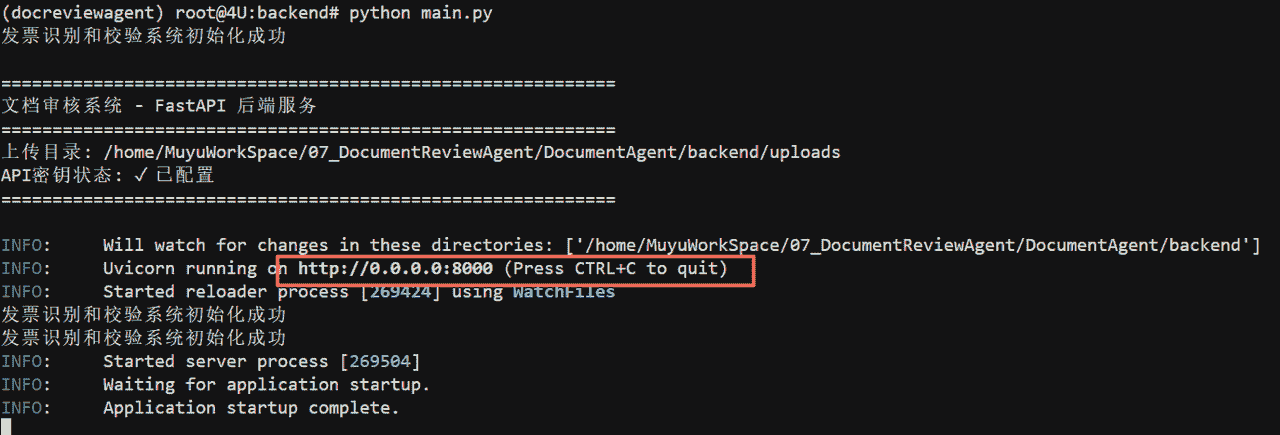 (docreviewagent) root@4U:backend# python main.py
发票识别和校验系统初始化成功
============================================================
文档审核系统 - FastAPI 后端服务
============================================================
上传目录: /home/MuyuWorkSpace/07_DocumentReviewAgent/DocumentAgent/backend/uploads
API密钥状态: ✓ 已配置
============================================================
INFO:     Will watch for changes in these directories: ['/home/MuyuWorkSpace/07_DocumentReviewAgent/DocumentAgent/backend']
INFO:     Uvicorn running on http://0.0.0.0:8000 (Press CTRL+C to quit)
INFO:     Started reloader process [269424] using WatchFiles
发票识别和校验系统初始化成功
发票识别和校验系统初始化成功
INFO:     Started server process [269504]
INFO:     Waiting for application startup.
INFO:     Application startup complete.